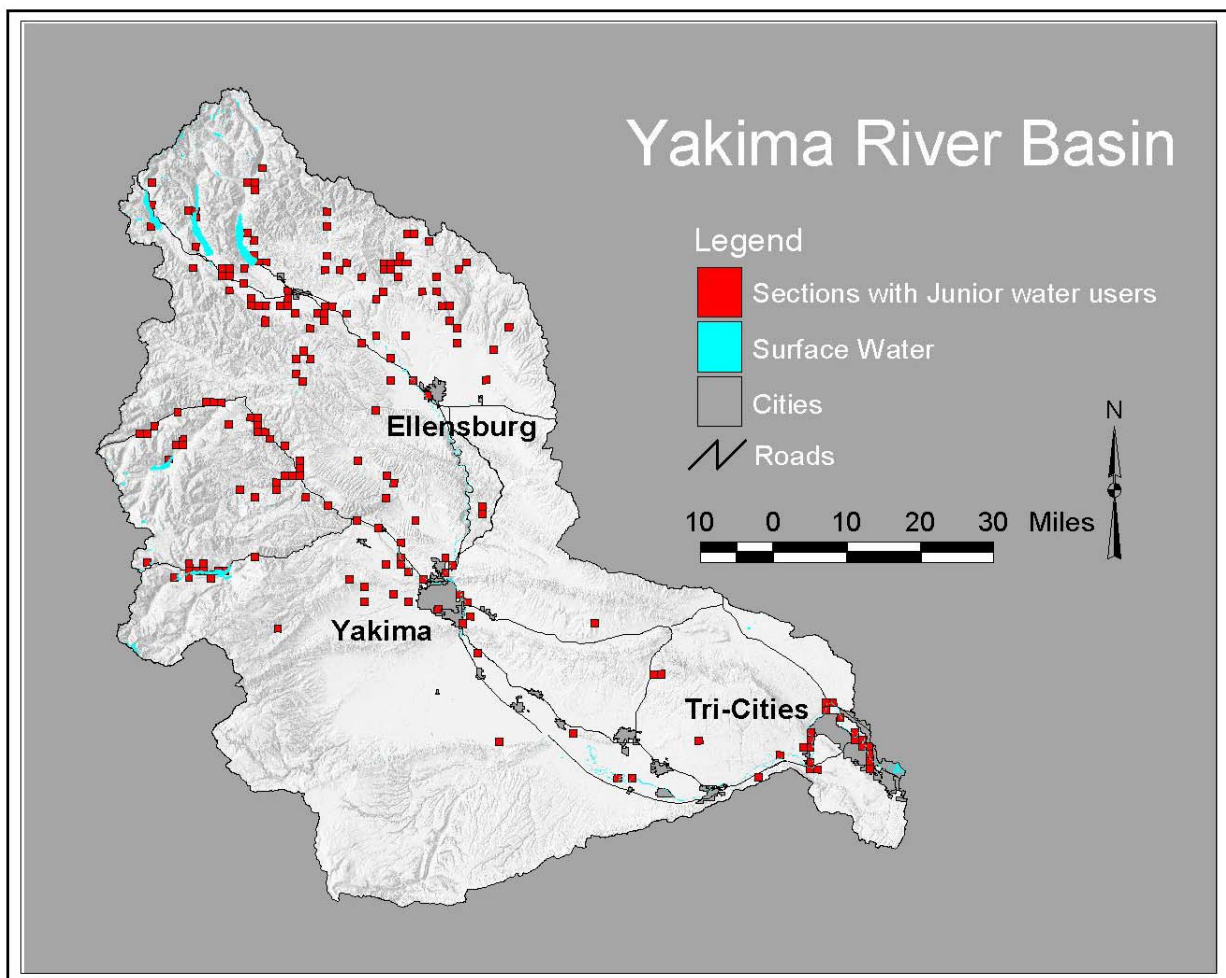 Yakima River Basin
Legend
Sections with Junior water users
Surface Water
Cities
Roads
N
10 0 10 20 30 Miles
Ellensburg
Yakima
Tri-Cities